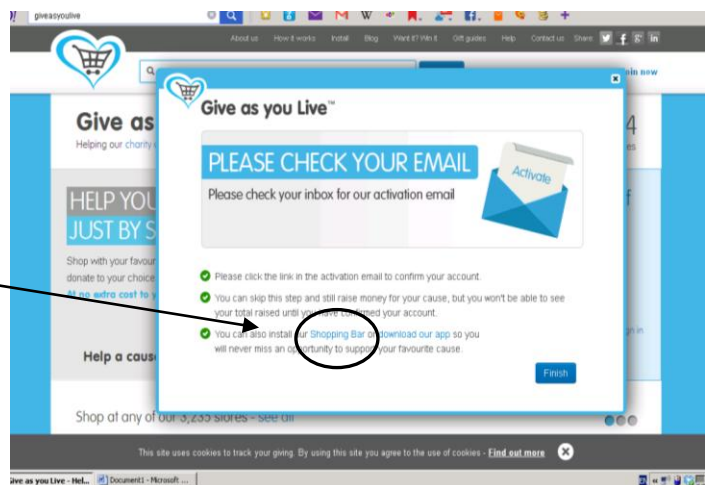 giveasyoulive
About us How it works Install Blog Want it? Win it Gift guides Help Contact us Share
in now
Give as
Helping our charity
Give as you Live™
PLEASE CHECK YOUR EMAIL
Please check your inbox for our activation email
Activate
4
es
HELP YOU
JUST BY S
f
Shop with your favour
donate to your choice
At no extra cost to y
Please click the link in the activation email to confirm your account.
You can skip this step and still raise money for your cause, but you won't be able to see
your total raised until you have confirmed your account.
You can also install our Shopping Bar or download our app so you
will never miss an opportunity to support your favourite cause.
gn in
Help a caus
Finish
Shop at any of our 3,235 stores - see all
This site uses cookies to track your giving. By using this site you agree to the use of cookies - Find out more
Give as you Live - Hel... Document1 - Microsoft ...